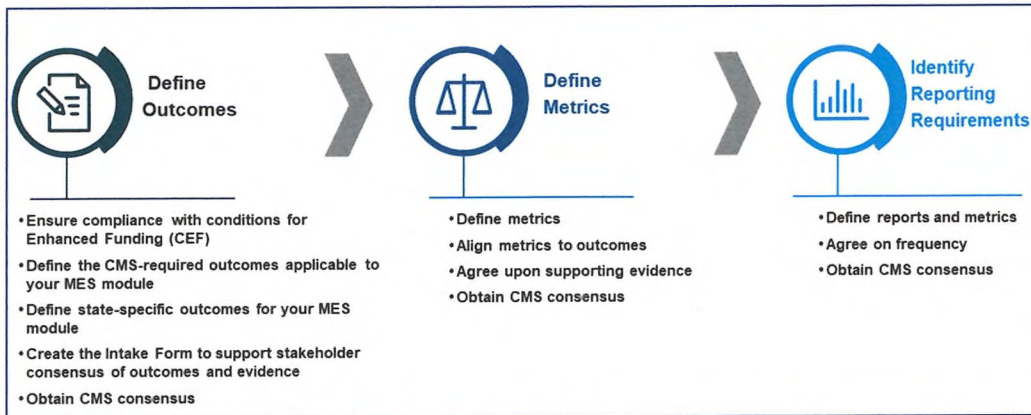 Define
Outcomes
• Ensure compliance with conditions for
Enhanced Funding (CEF)
• Define the CMS-required outcomes applicable to
your MES module
• Define state-specific outcomes for your MES
module
• Create the Intake Form to support stakeholder
consensus of outcomes and evidence
• Obtain CMS consensus
Define
Metrics
• Define metrics
• Align metrics to outcomes
• Agree upon supporting evidence
• Obtain CMS consensus
Identify
Reporting
Requirements
• Define reports and metrics
• Agree on frequency
• Obtain CMS consensus